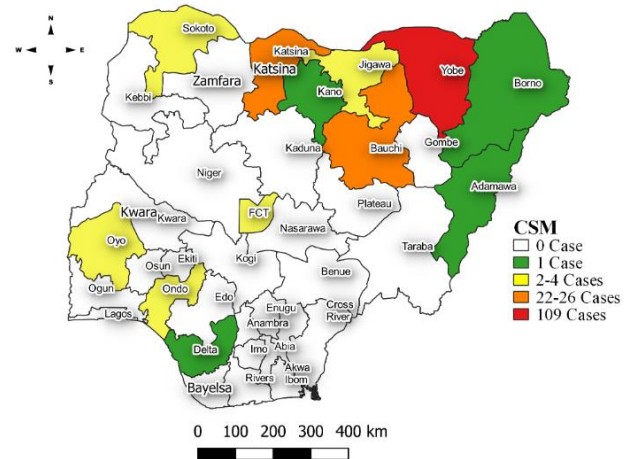 N
W E
S
Sokoto
Katsina
Katsina
Jigawa
Yobe
Borno
Zamfara
Kebbi
Kano
Kaduna
Bauchi
Gombe
Adamawa
Niger
Plateau
FCT
Nasarawa
Taraba
Kwara
Kwara
Oyo
Osun
Ekiti
Kogi
Benue
Ogun
Ondo
Edo
Lagos
Enugu
Cross
River
Anambra
Delta
Imo
Abia
Akwa
Ibom
Bayelsa
Rivers
CSM
0 Case
1 Case
2-4 Cases
22-26 Cases
109 Cases
0 100 200 300 400 km